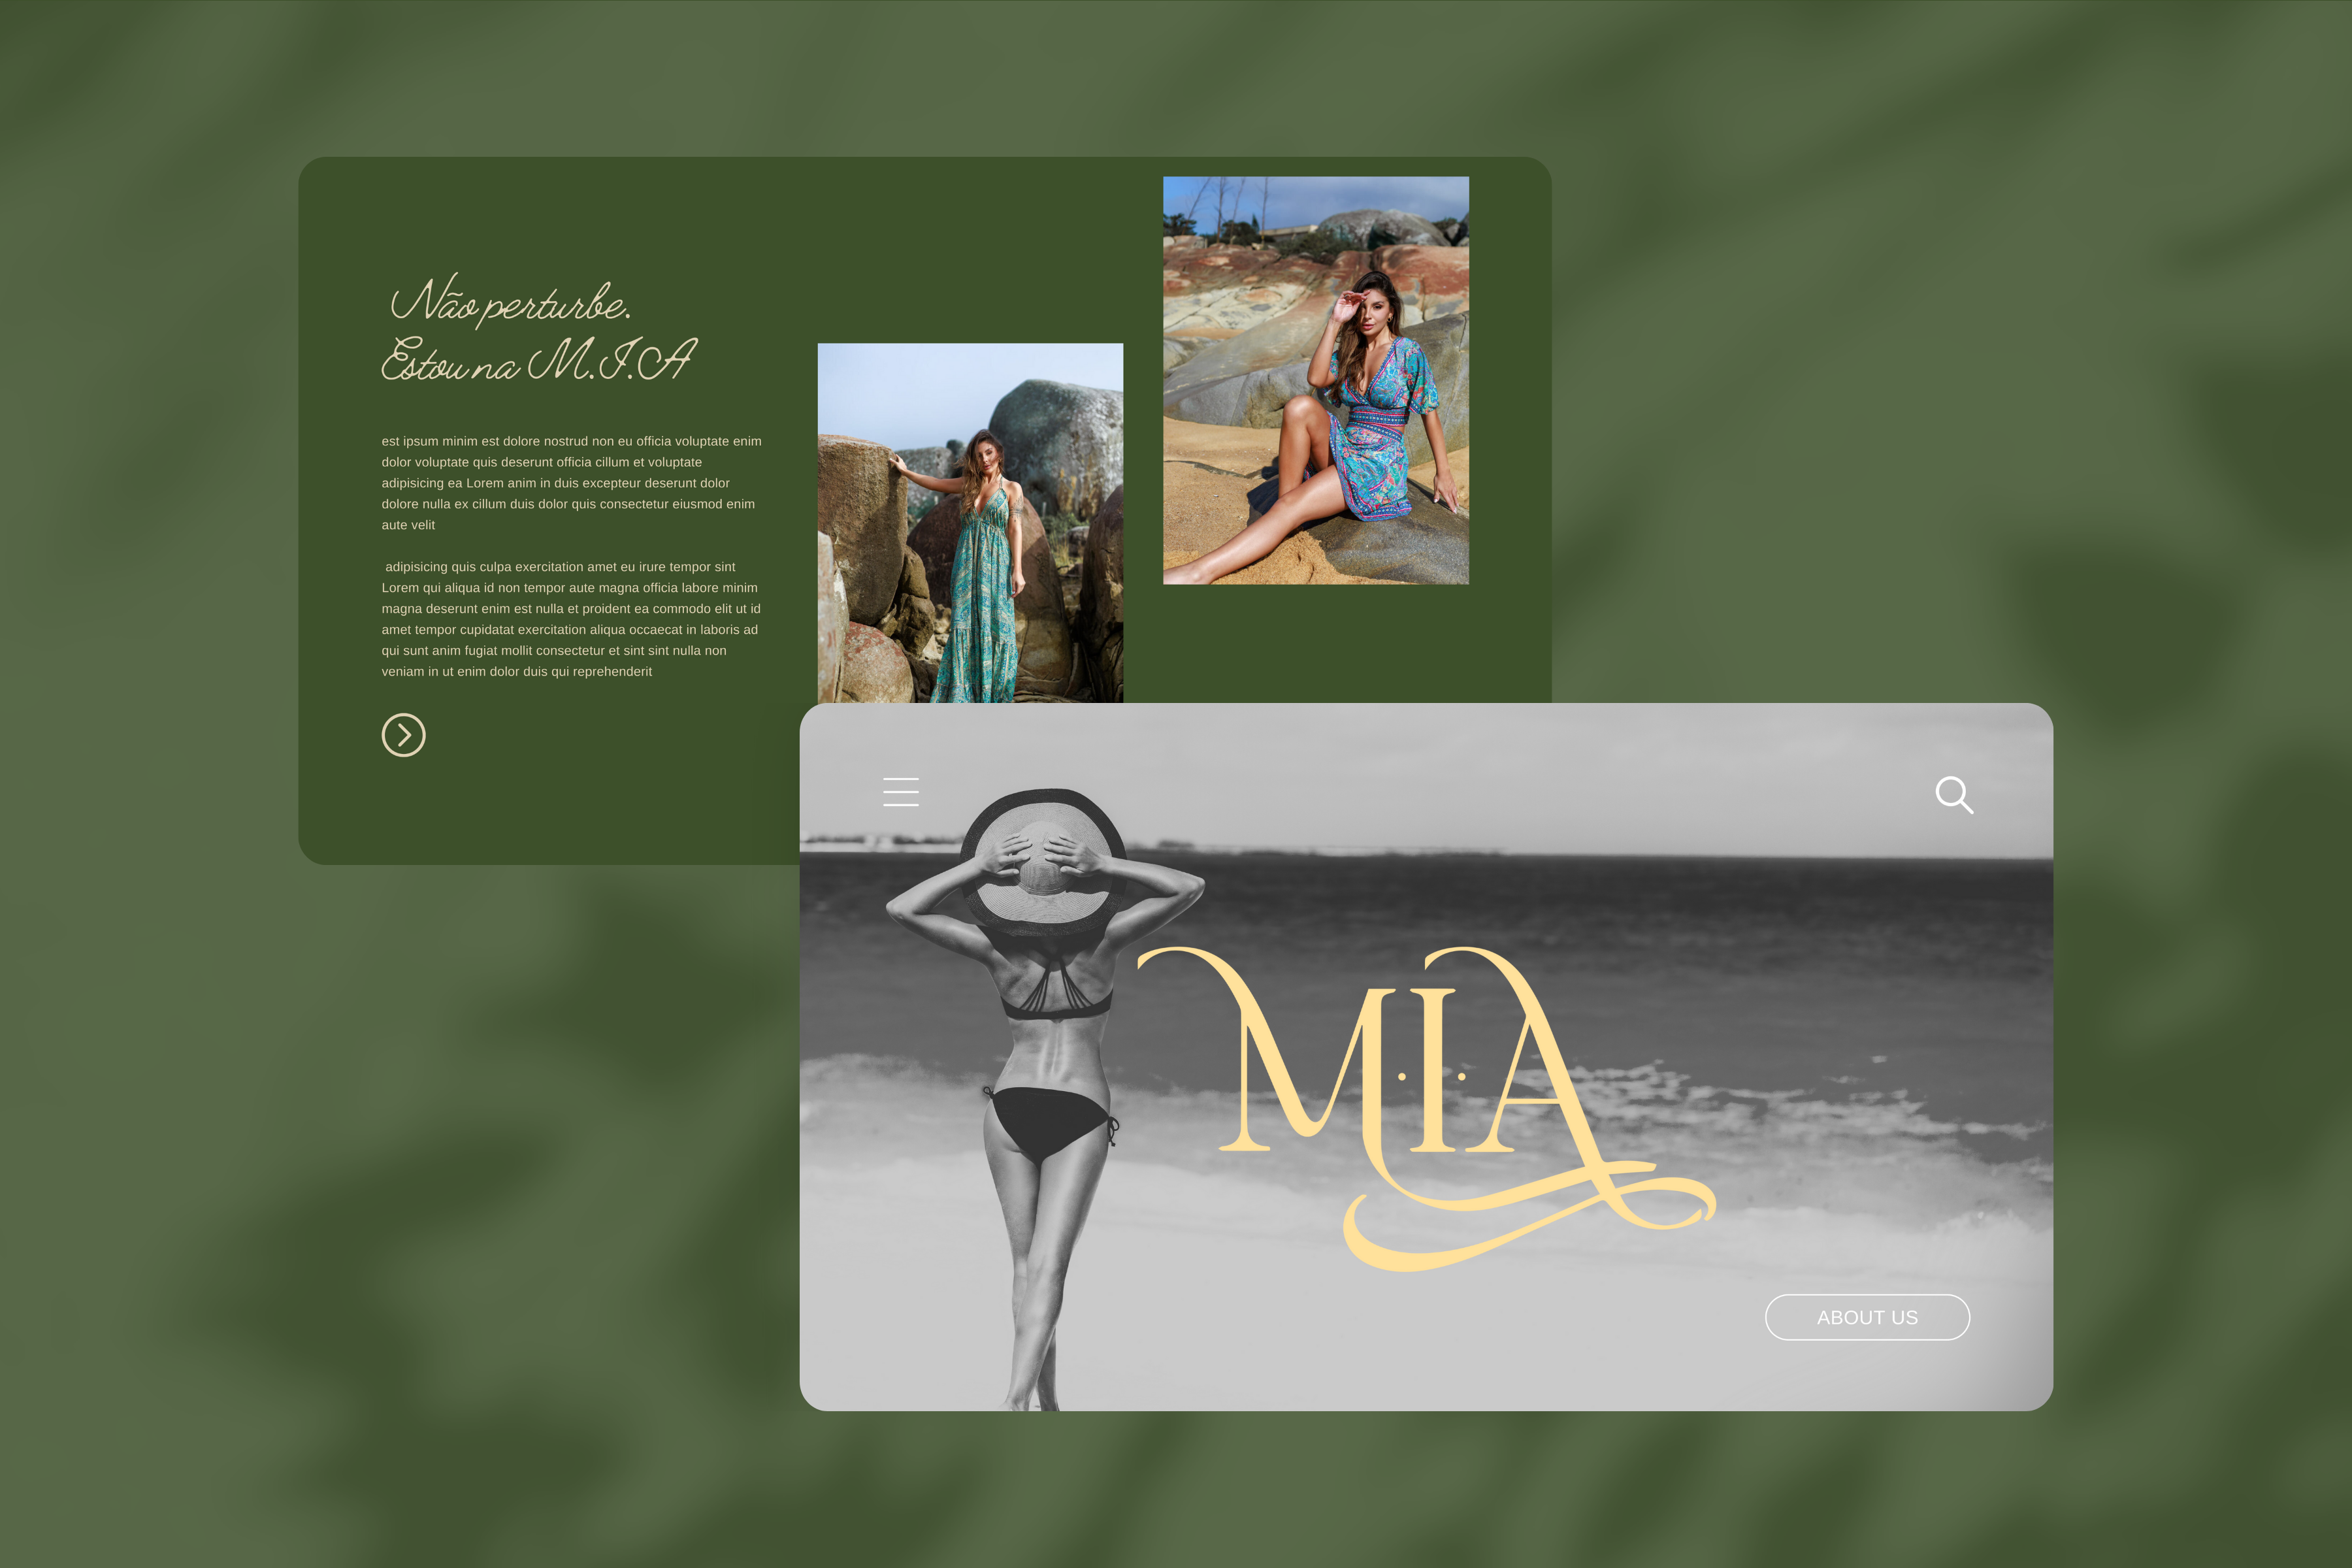 Não perturbe.
Estou na M.I.A
est ipsum minim est dolore nostrud non eu officia voluptate enim
dolor voluptate quis deserunt officia cillum et voluptate
adipisicing ea Lorem anim in duis excepteur deserunt dolor
dolore nulla ex cillum duis dolor quis consectetur eiusmod enim
aute velit
adipisicing quis culpa exercitation amet eu irure tempor sint
Lorem qui aliqua id non tempor aute magna officia labore minim
magna deserunt enim est nulla et proident ea commodo elit ut id
amet tempor cupidatat exercitation aliqua occaecat in laboris ad
qui sunt anim fugiat mollit consectetur et sint sint nulla non
veniam in ut enim dolor duis qui reprehenderit
M·I·A
ABOUT US